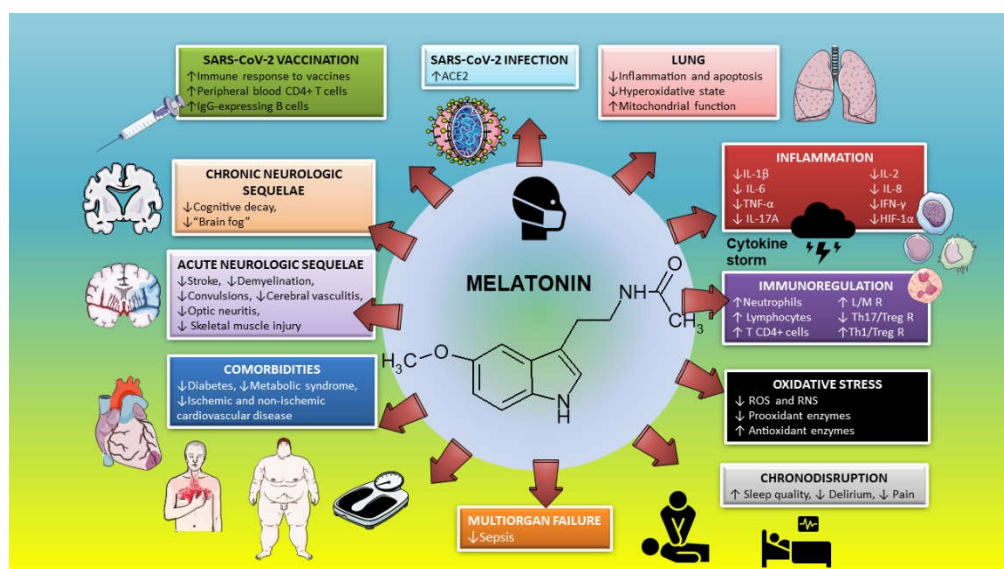 SARS-CoV-2 VACCINATION
↑Immune response to vaccines
↑Peripheral blood CD4+ T cells
↑IgG-expressing B cells
SARS-CoV-2 INFECTION
↑ACE2
LUNG
↓Inflammation and apoptosis
↓Hyperoxidative state
↑Mitochondrial function
CHRONIC NEUROLOGIC
SEQUELAE
↓Cognitive decay,
↓"Brain fog"
INFLAMMATION
↓IL-1β ↓IL-2
↓ IL-6 ↓ IL-8
↓TNF-α ↓IFN-γ
↓ IL-17A ↓HIF-1α
Cytokine
storm
ACUTE NEUROLOGIC SEQUELAE
↓Stroke, ↓Demyelination,
↓Convulsions, ↓Cerebral vasculitis,
↓Optic neuritis,
↓ Skeletal muscle injury
MELATONIN
O
NH
CH3
H3C
O
N
H
IMMUNOREGULATION
↑Neutrophils ↑ L/M R
↑ Lymphocytes ↓ Th17/Treg R
↑ T CD4+ cells ↑Th1/Treg R
COMORBIDITIES
↓Diabetes, ↓Metabolic syndrome,
↓Ischemic and non-ischemic
cardiovascular disease
OXIDATIVE STRESS
↓ ROS and RNS
↓ Prooxidant enzymes
↑ Antioxidant enzymes
CHRONODISRUPTION
↑ Sleep quality, ↓ Delirium, ↓ Pain
MULTIORGAN FAILURE
↓Sepsis